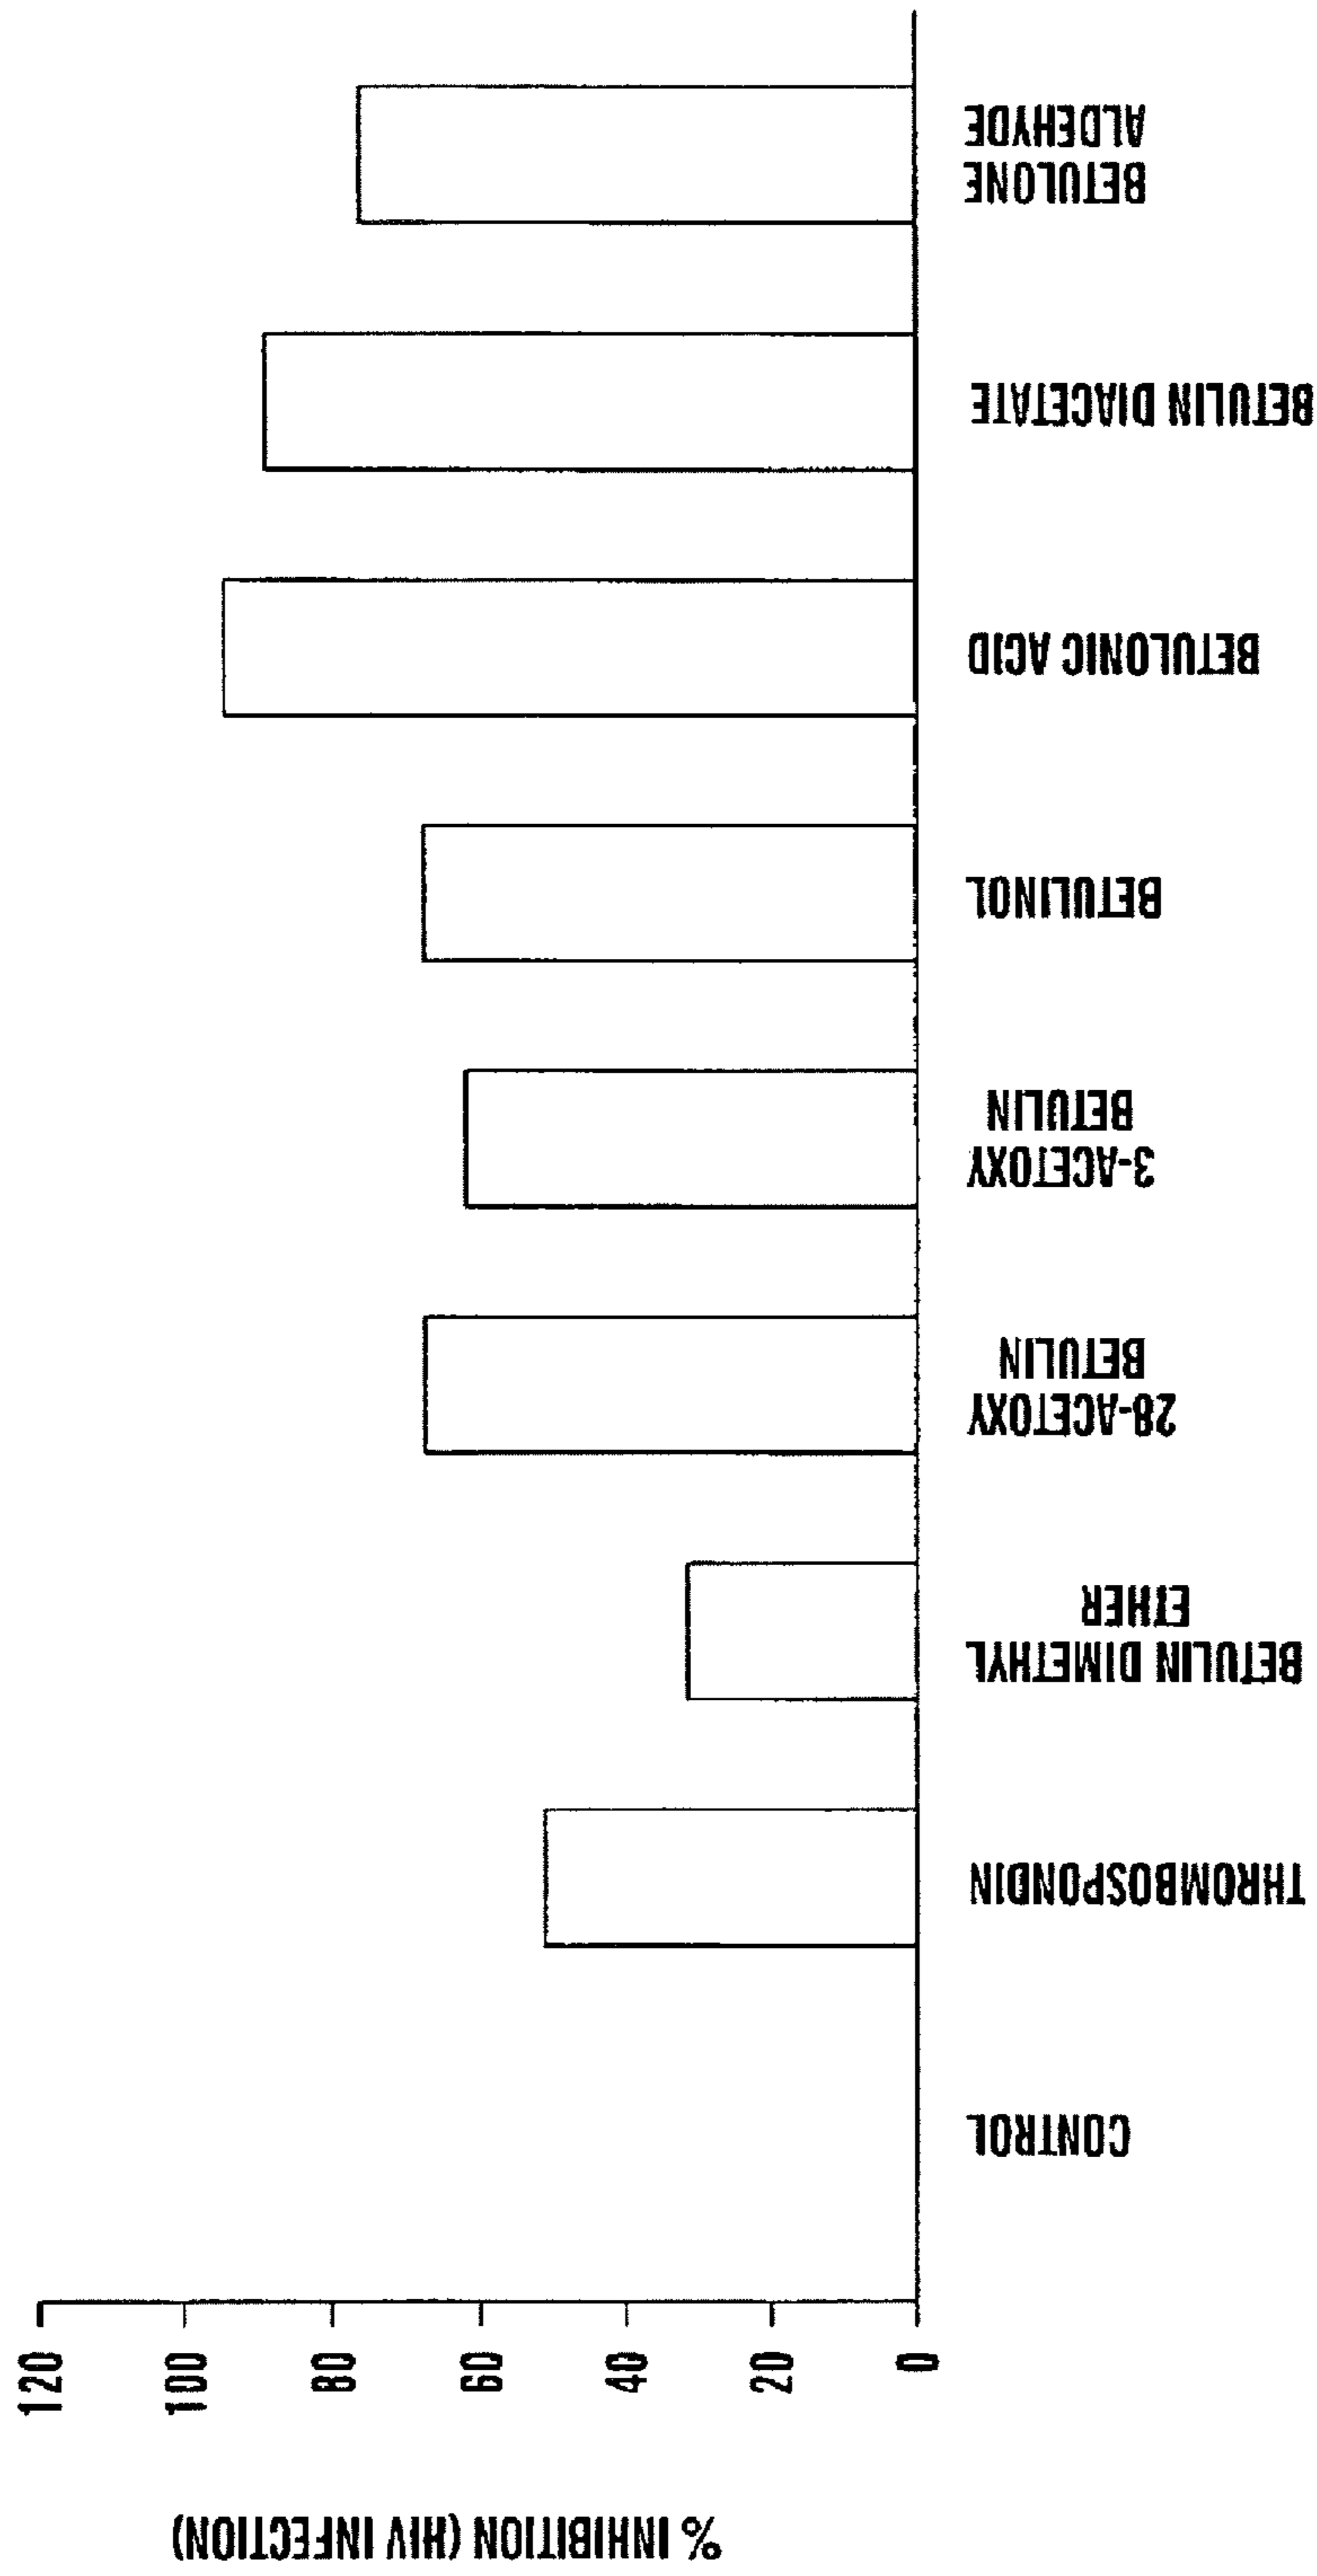 % INHIBITION (HIV INFECTION)
120
100
80
60
40
20
0
CONTROL
THROMBOSPONDIN
BETULIN DIMETHYL
ETHER
28-ACETOXY
BETULIN
3-ACETOXY
BETULIN
BETULINOL
BETULONIC ACID
BETULIN DIACETATE
BETULONE
ALDEHYDE